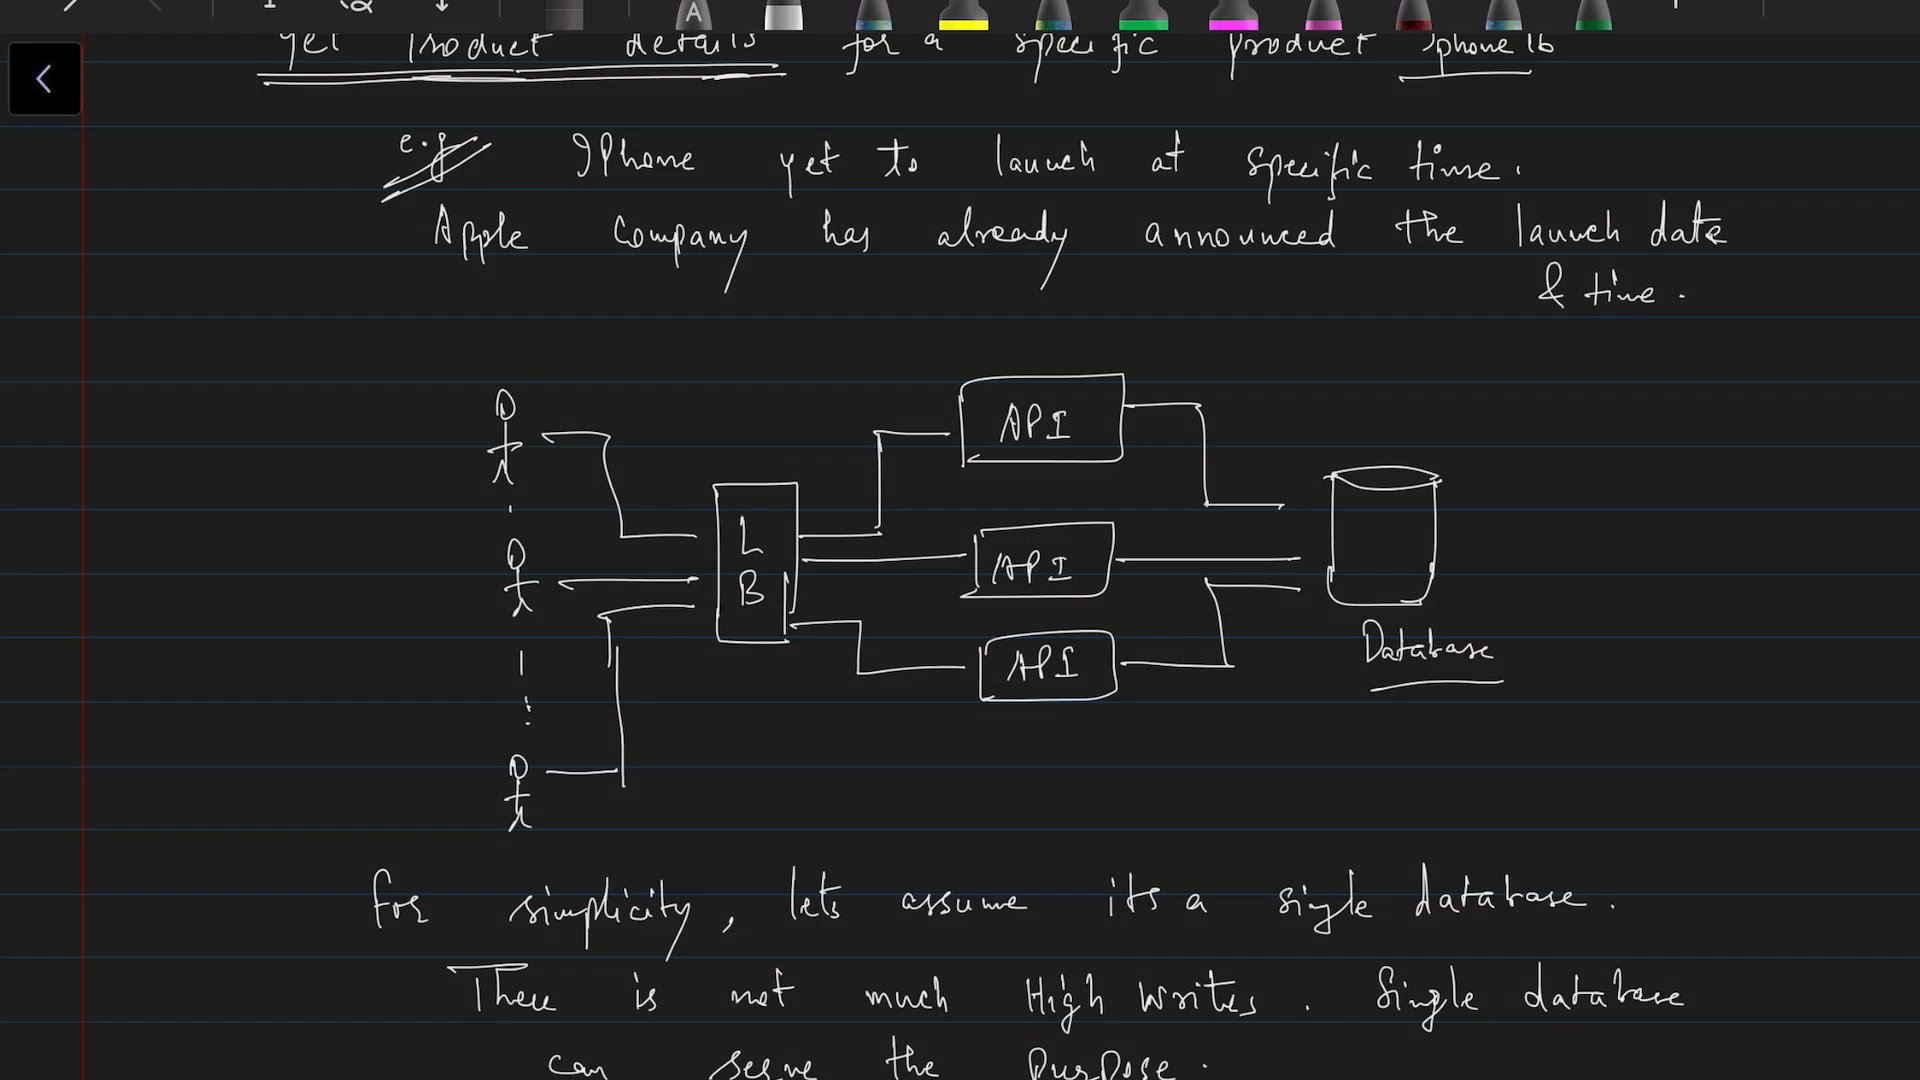 Get Product details for a specific product Iphone 16
e.g IPhone yet to launch at specific time.
Apple company has already announced the launch date
& time.
API
L
B
API
API
Database
For simplicity, lets assume its a single database.
There is not much High Writes. Single database
can serve the purpose.
A